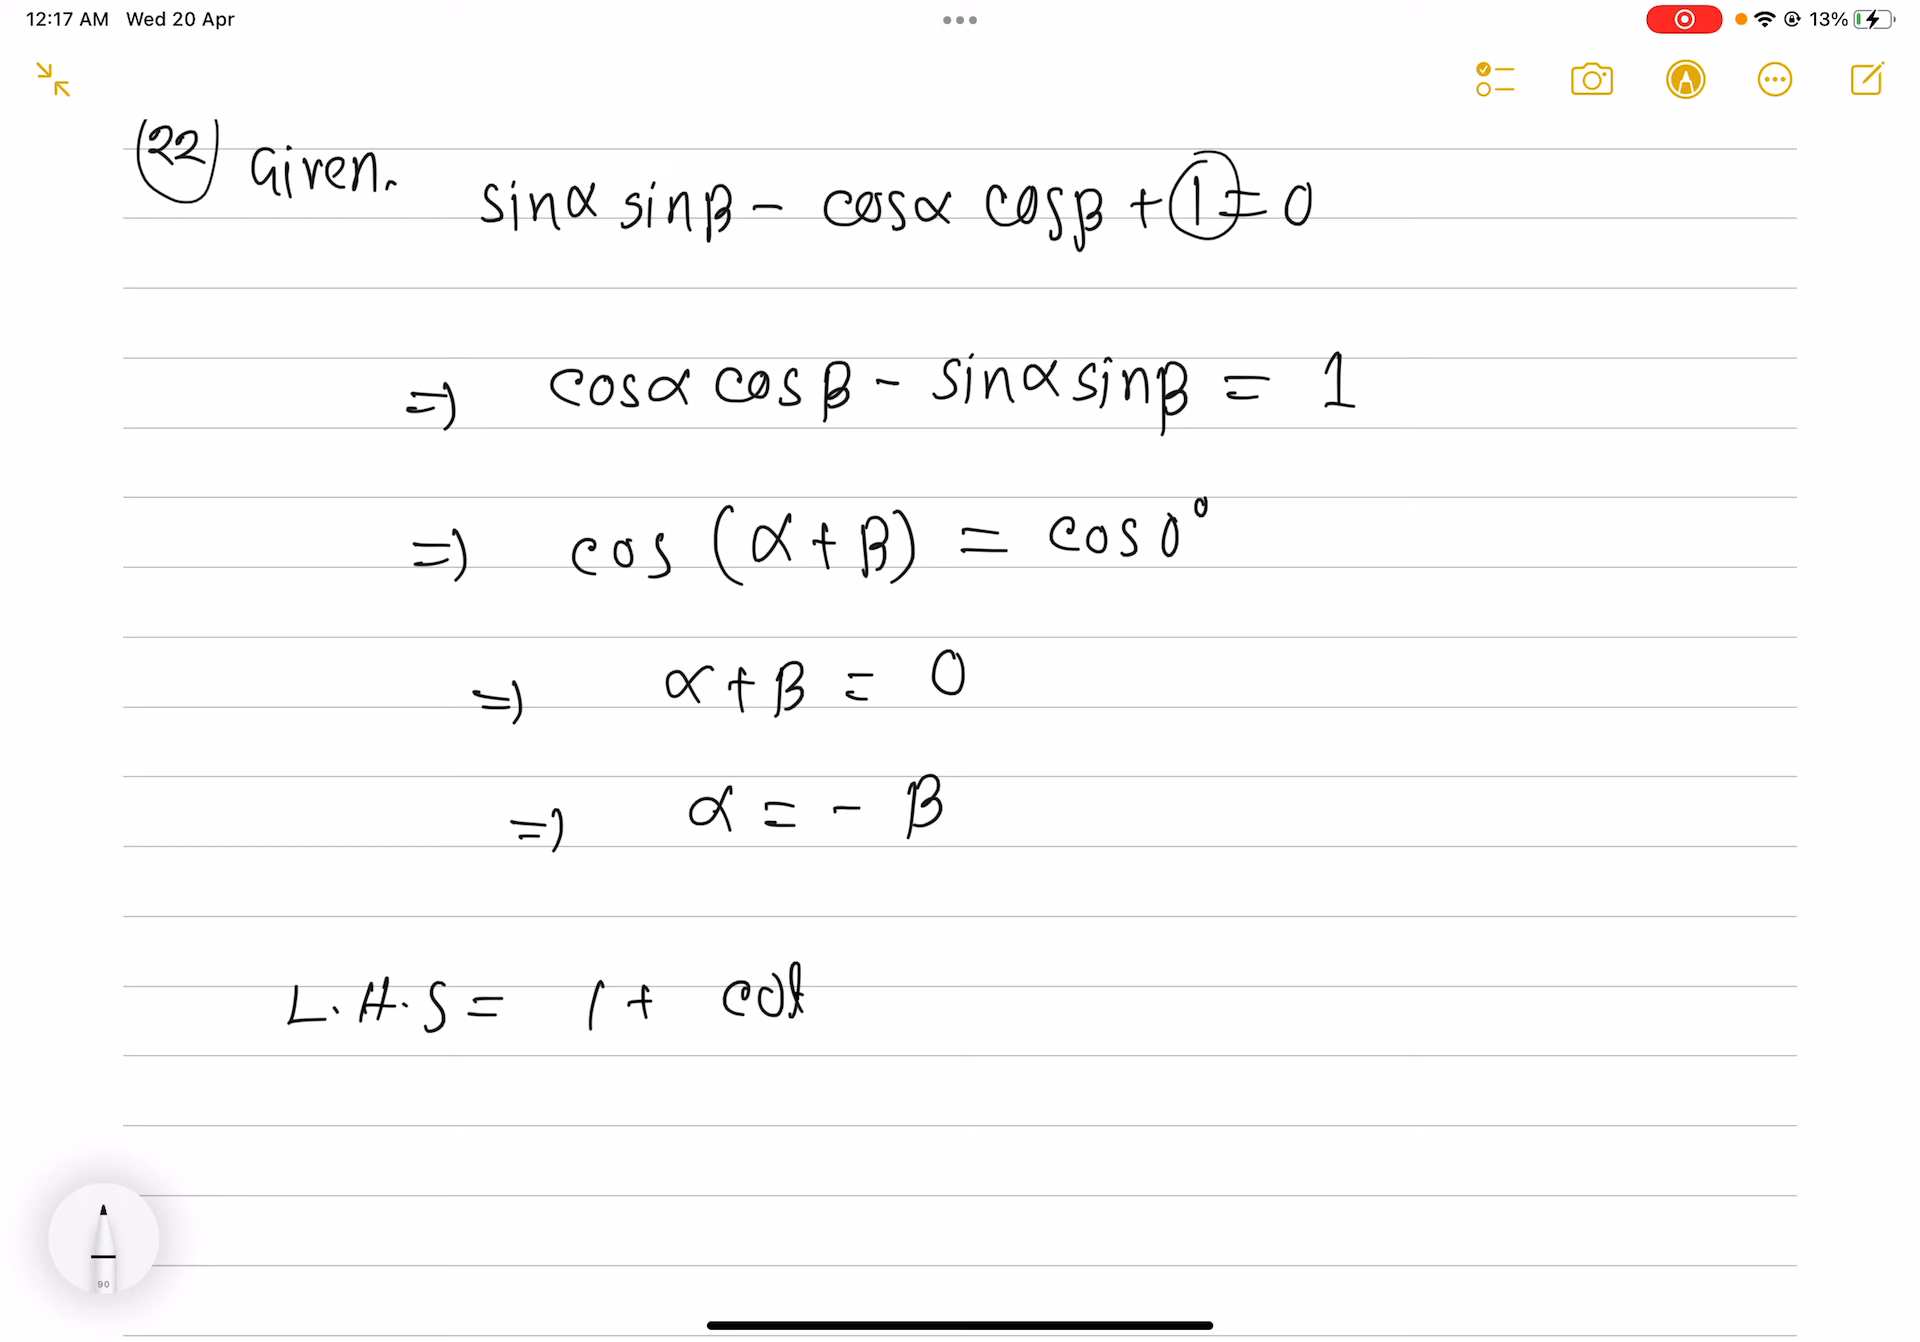 12:17 AM Wed 20 Apr
13%
(22) Given. sinα sinβ - cosα cosβ + 1 = 0
=) cosα cosβ - sinα sinβ = 1
=) cos (α + β) = cos 0°
=) α + β = 0
=) α = - β
L.H.S = 1 + cot
90